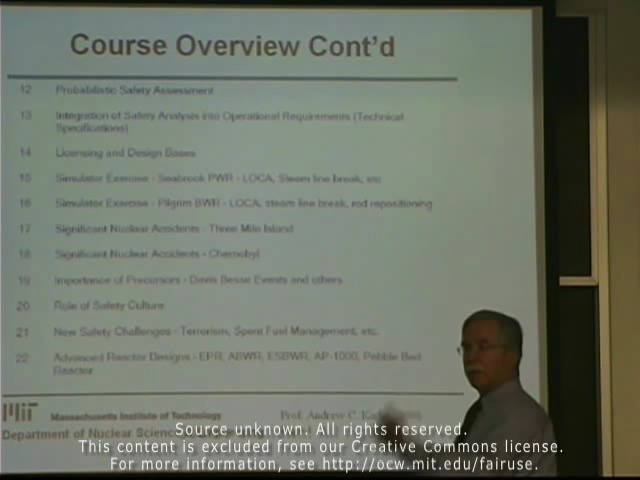 Course Overview Cont'd
12 Probabilistic Safety Assessment
13 Integration of Safety Analysis into Operational Requirements (Technical
Specifications)
14 Licensing and Design Bases
15 Simulator Exercise - Seabrook PWR - LOCA, Steam line break, etc
16 Simulator Exercise - Pilgrim BWR - LOCA, steam line break, rod repositioning
17 Significant Nuclear Accidents - Three Mile Island
18 Significant Nuclear Accidents - Chernobyl
19 Importance of Precursors - Davis Besse Events and others
20 Role of Safety Culture
21 New Safety Challenges - Terrorism, Spent Fuel Management, etc.
22 Advanced Reactor Designs - EPR, ABWR, ESBWR, AP-1000, Pebble Bed
Reactor
MIT Massachusetts Institute of Technology Prof. Andrew C.
Department of Nuclear Science
Source unknown. All rights reserved.
This content is excluded from our Creative Commons license.
For more information, see http://ocw.mit.edu/fairuse.